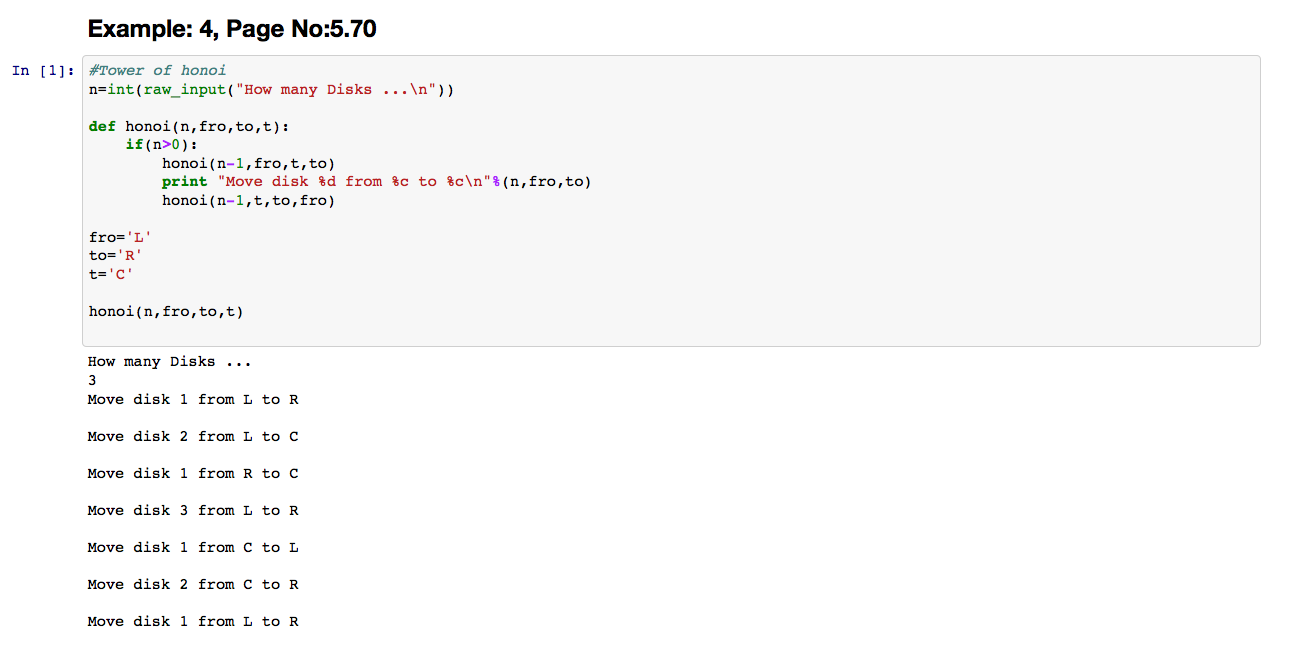 Example: 4, Page No:5.70
In [1]:
#Tower of honoi
n=int(raw_input("How many Disks ...\n"))
def honoi(n,fro,to,t):
    if(n>0):
        honoi(n-1,fro,t,to)
        print "Move disk %d from %c to %c\n"%(n,fro,to)
        honoi(n-1,t,to,fro)
fro='L'
to='R'
t='C'
honoi(n,fro,to,t)
How many Disks ...
3
Move disk 1 from L to R
Move disk 2 from L to C
Move disk 1 from R to C
Move disk 3 from L to R
Move disk 1 from C to L
Move disk 2 from C to R
Move disk 1 from L to R